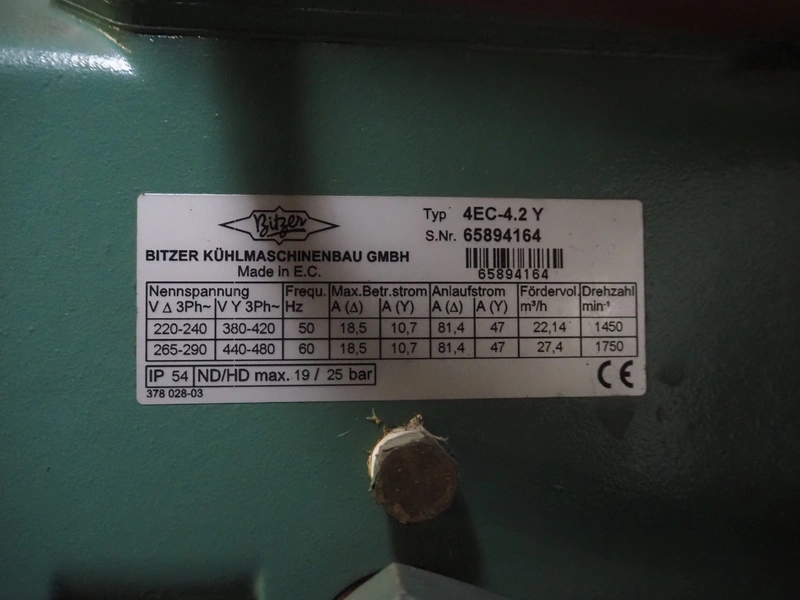 Bitzer
BITZER KÜHLMASCHINENBAU GMBH
Made in E.C.
Typ 4EC-4.2 Y
S.Nr. 65894164
65894164
Nennspannung Frequ. Max.Betr.strom Anlaufstrom Fördervol. Drehzahl
V Δ 3Ph~ V Y 3Ph~ Hz A (Δ) A (Y) A (Δ) A (Y) m³/h min⁻¹
220-240 380-420 50 18,5 10,7 81,4 47 22,14 1450
265-290 440-480 60 18,5 10,7 81,4 47 27,4 1750
IP 54 ND/HD max. 19 / 25 bar CE
378 028-03